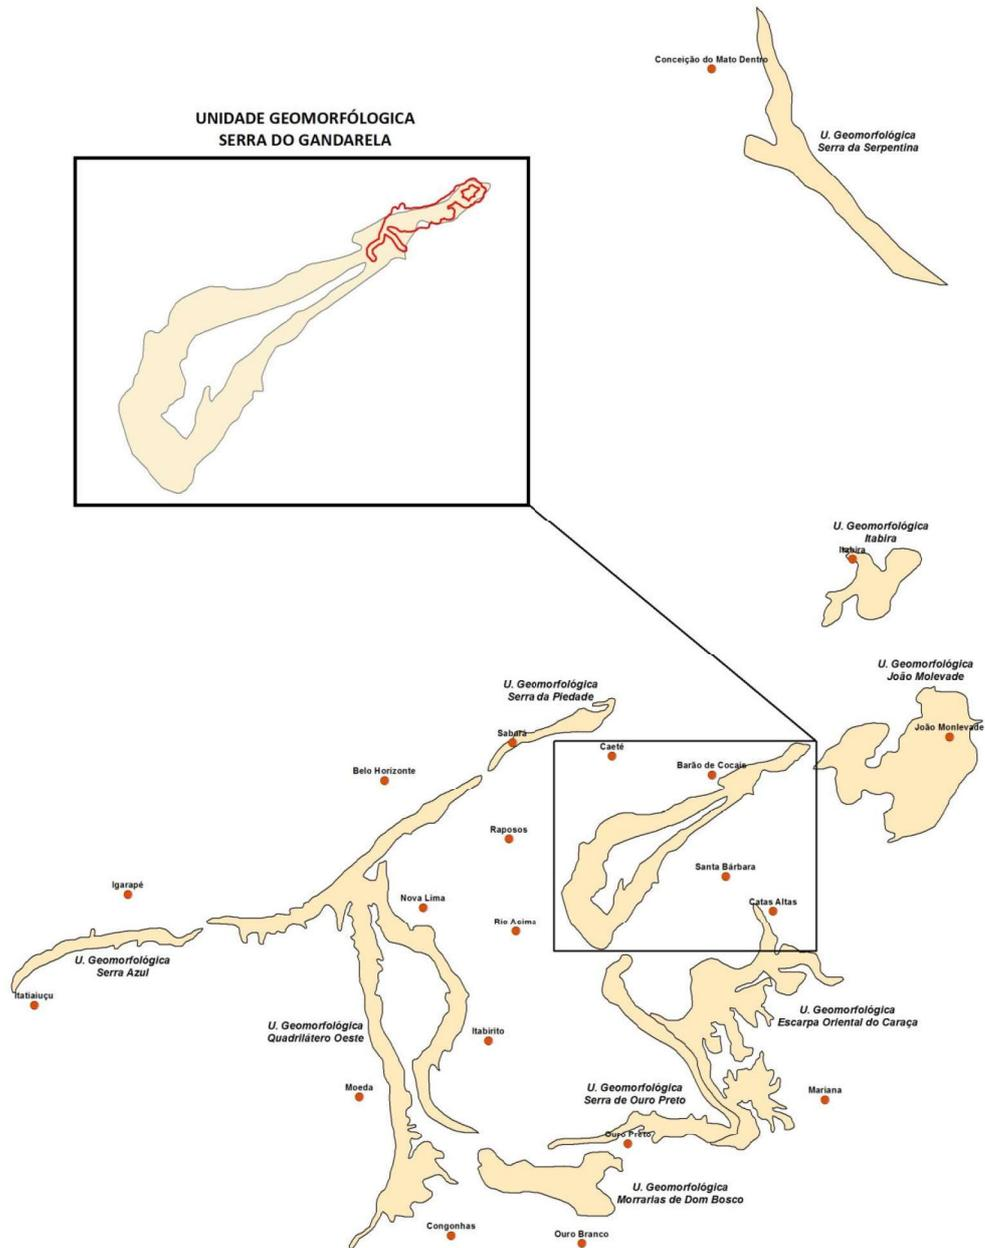 Conceição do Mato Dentro
UNIDADE GEOMORFÓLOGICA
SERRA DO GANDARELA
U. Geomorfológica
Serra da Serpentina
U. Geomorfológica
Itabira
Itabira
U. Geomorfológica
João Molevade
João Monlevade
U. Geomorfológica
Serra da Piedade
Sabará
Caeté
Barão de Cocais
Belo Horizonte
Raposos
Santa Bárbara
Igarapé
Nova Lima
Catas Altas
Rio Acima
U. Geomorfológica
Serra Azul
Itatiaiuçu
U. Geomorfológica
Escarpa Oriental do Caraça
U. Geomorfológica
Quadrilátero Oeste
Itabirito
Moeda
U. Geomorfológica
Serra de Ouro Preto
Mariana
Ouro Preto
U. Geomorfológica
Morrarias de Dom Bosco
Congonhas
Ouro Branco